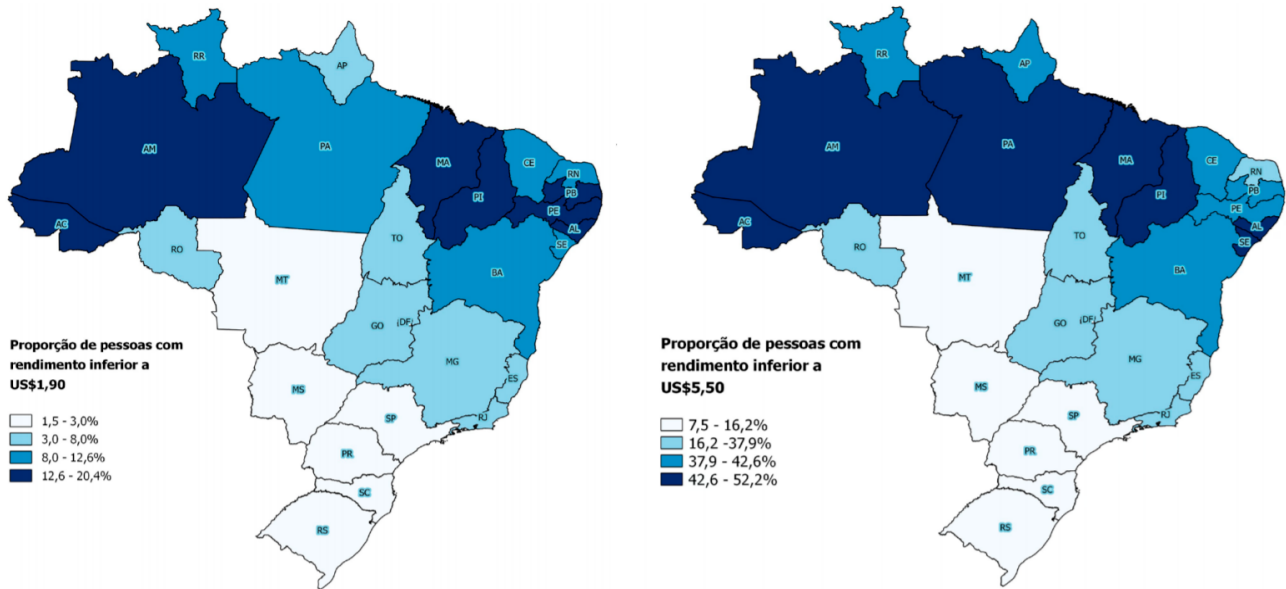 RR
AP
AM
PA
MA
CE
RN
PB
PI
PE
AL
SE
AC
RO
TO
BA
MT
GO
(DF)
MG
ES
MS
SP
RJ
PR
SC
RS
Proporção de pessoas com
rendimento inferior a
US$1,90
1,5 - 3,0%
3,0 - 8,0%
8,0 - 12,6%
12,6 - 20,4%
RR
AP
AM
PA
MA
CE
RN
PB
PI
PE
AL
SE
AC
RO
TO
BA
MT
GO
(DF)
MG
ES
MS
SP
RJ
PR
SC
RS
Proporção de pessoas com
rendimento inferior a
US$5,50
7,5 - 16,2%
16,2 -37,9%
37,9 - 42,6%
42,6 - 52,2%